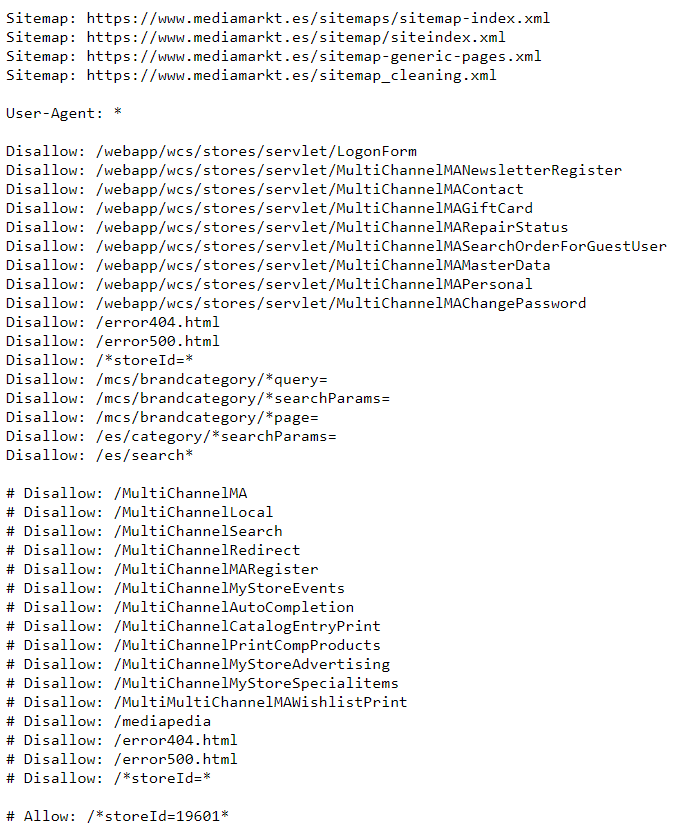 Sitemap: https://www.mediamarkt.es/sitemaps/sitemap-index.xml
Sitemap: https://www.mediamarkt.es/sitemap/siteindex.xml
Sitemap: https://www.mediamarkt.es/sitemap-generic-pages.xml
Sitemap: https://www.mediamarkt.es/sitemap_cleaning.xml

User-Agent: *

Disallow: /webapp/wcs/stores/servlet/LogonForm
Disallow: /webapp/wcs/stores/servlet/MultiChannelMANewsletterRegister
Disallow: /webapp/wcs/stores/servlet/MultiChannelMAContact
Disallow: /webapp/wcs/stores/servlet/MultiChannelMAGiftCard
Disallow: /webapp/wcs/stores/servlet/MultiChannelMARepairStatus
Disallow: /webapp/wcs/stores/servlet/MultiChannelMASearchOrderForGuestUser
Disallow: /webapp/wcs/stores/servlet/MultiChannelMAMasterData
Disallow: /webapp/wcs/stores/servlet/MultiChannelMAPersonal
Disallow: /webapp/wcs/stores/servlet/MultiChannelMAChangePassword
Disallow: /error404.html
Disallow: /error500.html
Disallow: /*storeId=*
Disallow: /mcs/brandcategory/*query=
Disallow: /mcs/brandcategory/*searchParams=
Disallow: /mcs/brandcategory/*page=
Disallow: /es/category/*searchParams=
Disallow: /es/search*

# Disallow: /MultiChannelMA
# Disallow: /MultiChannelLocal
# Disallow: /MultiChannelSearch
# Disallow: /MultiChannelRedirect
# Disallow: /MultiChannelMARegister
# Disallow: /MultiChannelMyStoreEvents
# Disallow: /MultiChannelAutoCompletion
# Disallow: /MultiChannelCatalogEntryPrint
# Disallow: /MultiChannelPrintCompProducts
# Disallow: /MultiChannelMyStoreAdvertising
# Disallow: /MultiChannelMyStoreSpecialitems
# Disallow: /MultiMultiChannelMAWishlistPrint
# Disallow: /mediapedia
# Disallow: /error404.html
# Disallow: /error500.html
# Disallow: /*storeId=*

# Allow: /*storeId=19601*